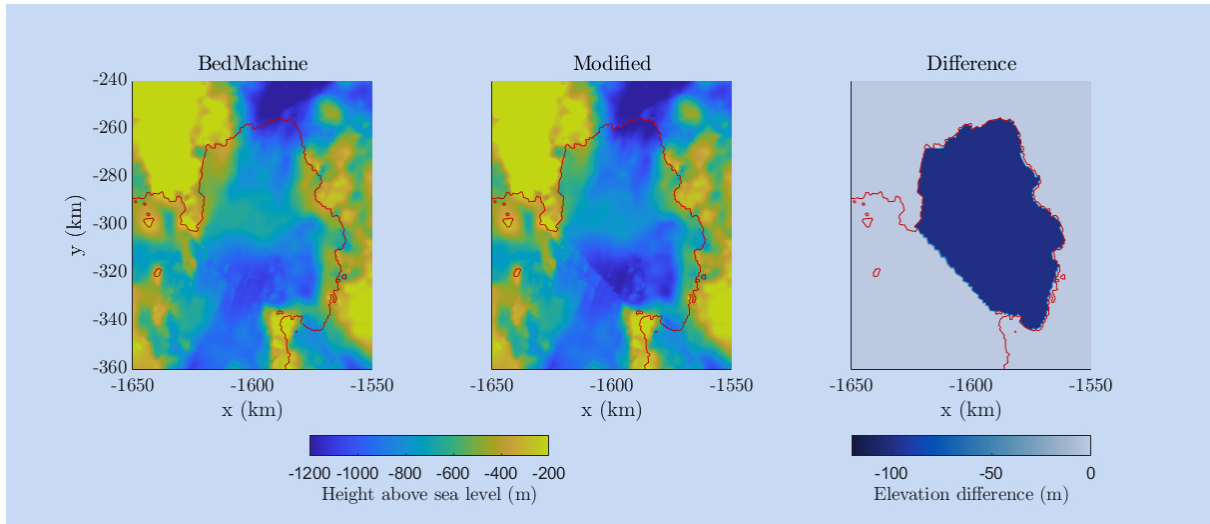 BedMachine Modified Difference
-240
-260
-280
-300
-320
-340
-360
y (km)
-1650 -1600 -1550 -1650 -1600 -1550 -1650 -1600 -1550
x (km) x (km) x (km)
-1200 -1000 -800 -600 -400 -200 -100 -50 0
Height above sea level (m) Elevation difference (m)